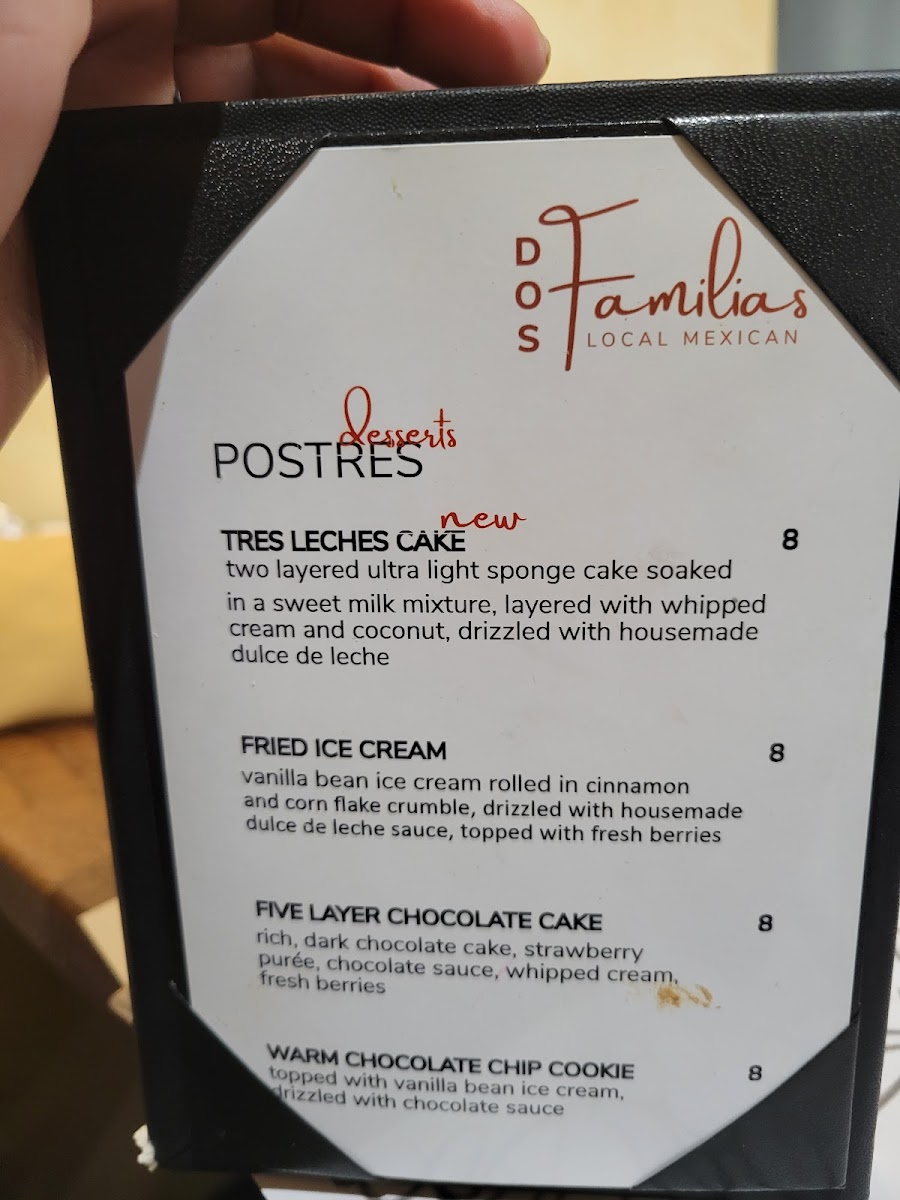 DOS
Familias
LOCAL MEXICAN
desserts
POSTRES
new
TRES LECHES CAKE 8
two layered ultra light sponge cake soaked
in a sweet milk mixture, layered with whipped
cream and coconut, drizzled with housemade
dulce de leche
FRIED ICE CREAM 8
vanilla bean ice cream rolled in cinnamon
and corn flake crumble, drizzled with housemade
dulce de leche sauce, topped with fresh berries
FIVE LAYER CHOCOLATE CAKE 8
rich, dark chocolate cake, strawberry
purée, chocolate sauce, whipped cream,
fresh berries
WARM CHOCOLATE CHIP COOKIE 8
topped with vanilla bean ice cream,
drizzled with chocolate sauce